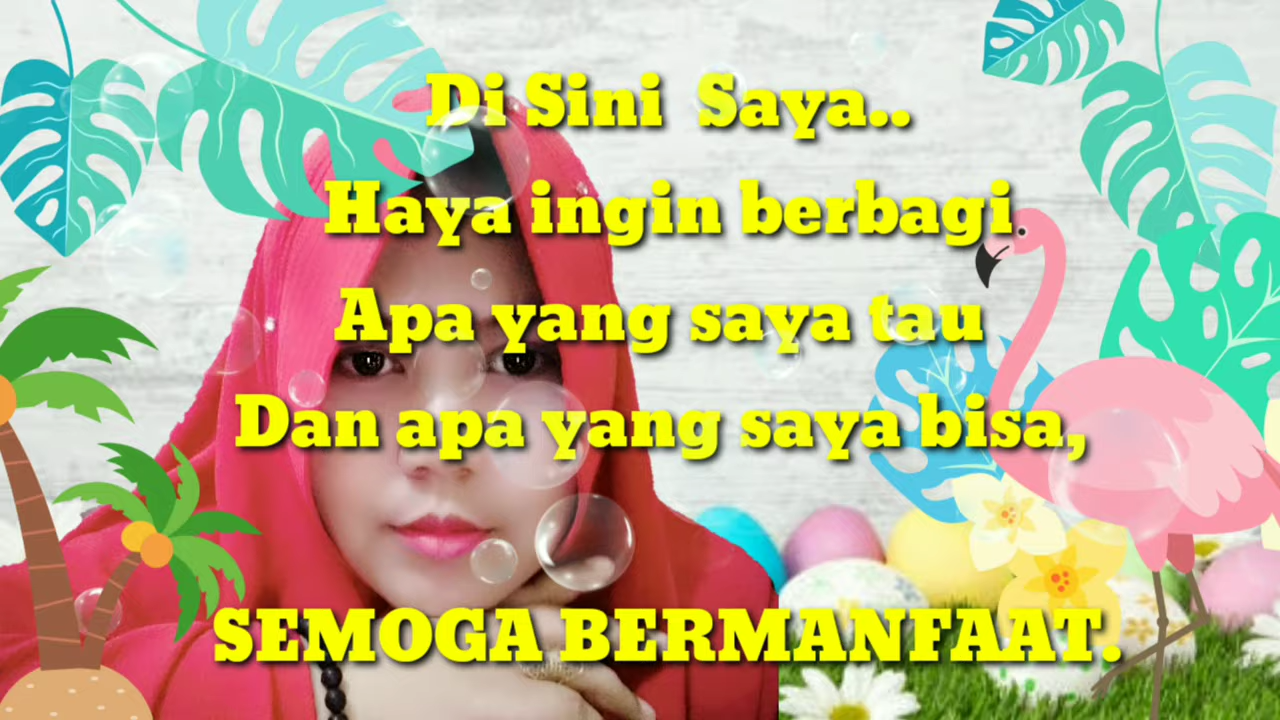 Di Sini Saya..
Haya ingin berbagi
Apa yang saya tau
Dan apa yang saya bisa,
SEMOGA BERMANFAAT.